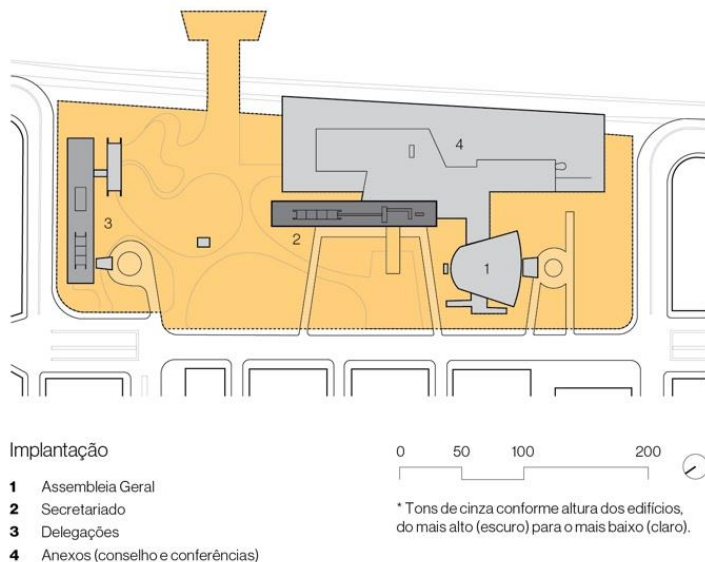 4
3
2
1
Implantação
1 Assembleia Geral
2 Secretariado
3 Delegações
4 Anexos (conselho e conferências)
0 50 100 200
* Tons de cinza conforme altura dos edifícios,
do mais alto (escuro) para o mais baixo (claro).